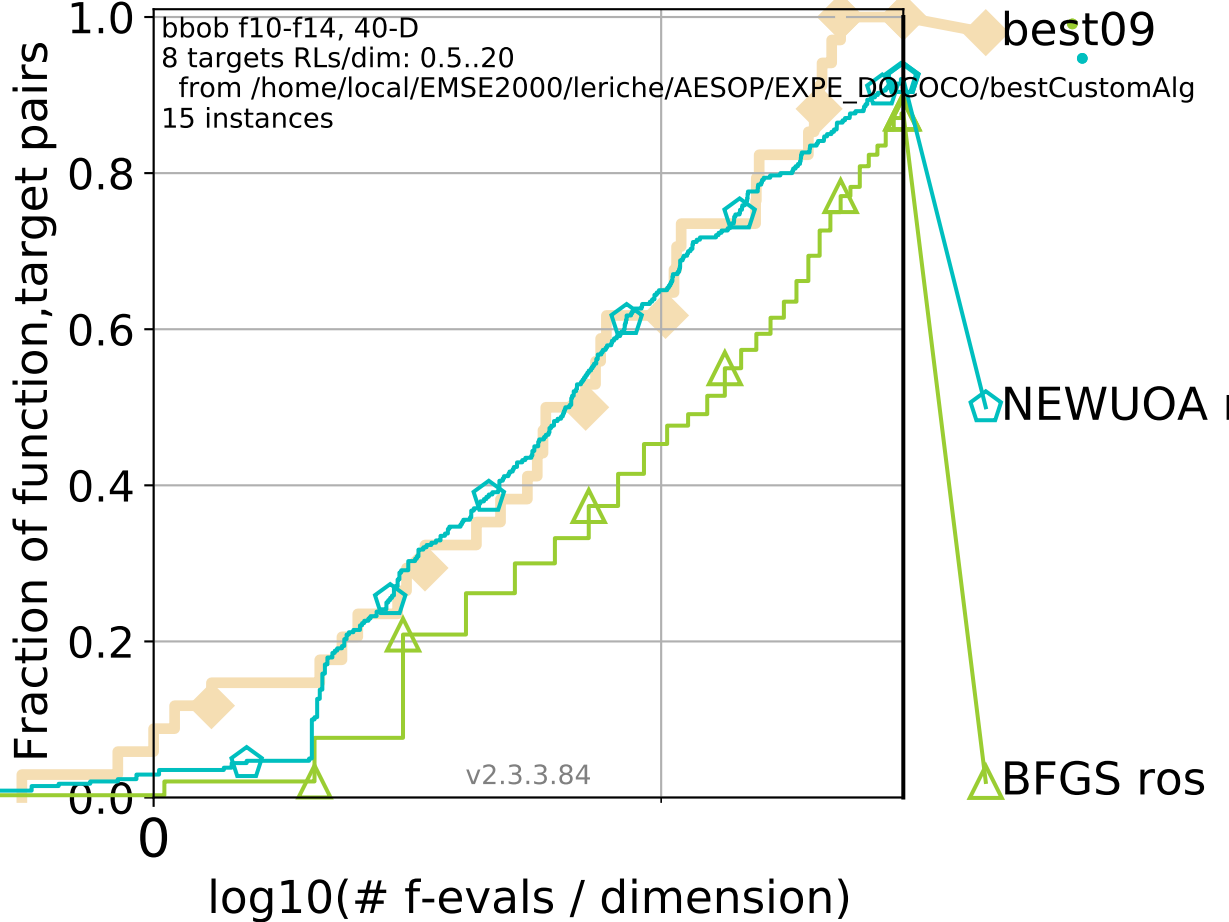 1.0
bbob f10-f14, 40-D
8 targets RLs/dim: 0.5..20
from /home/local/EMSE2000/leriche/AESOP/EXPE_DOCOCO/bestCustomAlg
15 instances
best09
0.8
0.6
0.4
0.2
0.0
Fraction of function,target pairs
NEWUOA
BFGS ros
v2.3.3.84
0
log10(# f-evals / dimension)